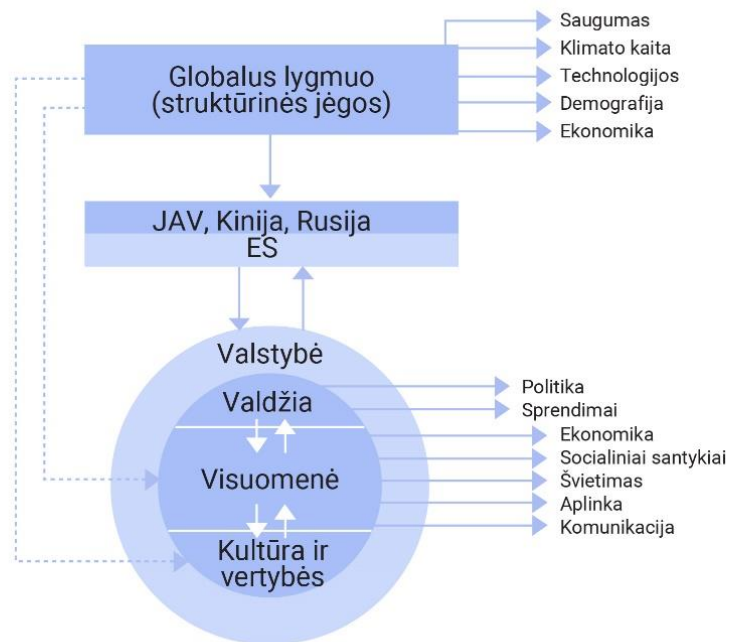 Saugumas
Klimato kaita
Technologijos
Demografija
Ekonomika
Globalus lygmuo
(struktūrinės jėgos)
JAV, Kinija, Rusija
ES
Valstybė
Valdžia
Visuomenė
Kultūra ir
vertybės
Politika
Sprendimai
Ekonomika
Socialiniai santykiai
Švietimas
Aplinka
Komunikacija